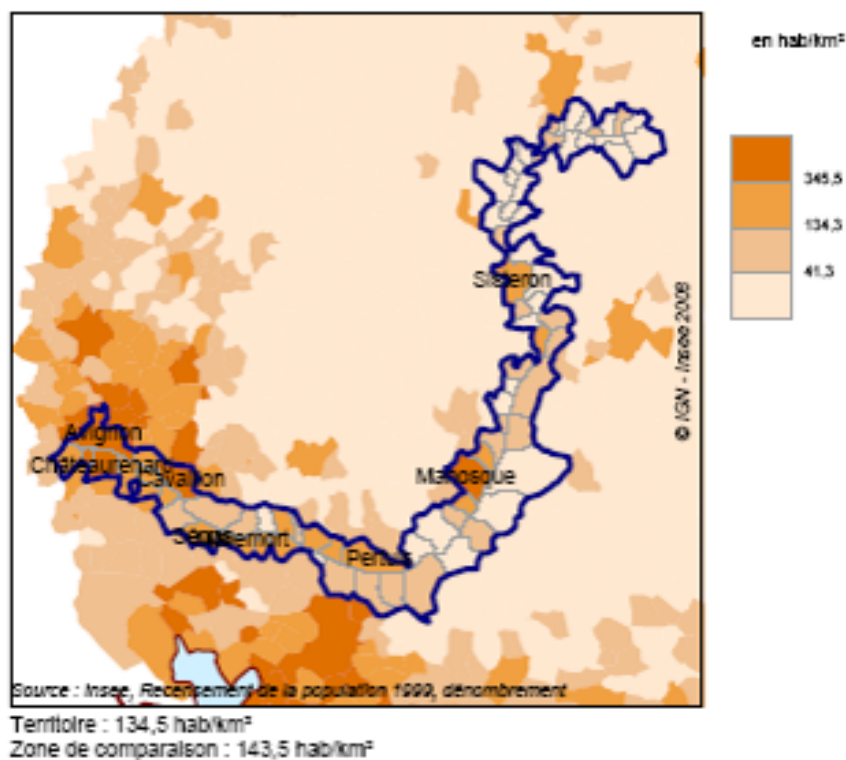 en hab/km²
345,5
134,3
41,3
Sisteron
© IGN - Insee 2008
Avignon
Châteaurenard
Cavaillon
Manosque
Pertuis
Source : Insee, Recensement de la population 1999, dénombrement
Territoire : 134,5 hab/km²
Zone de comparaison : 143,5 hab/km²